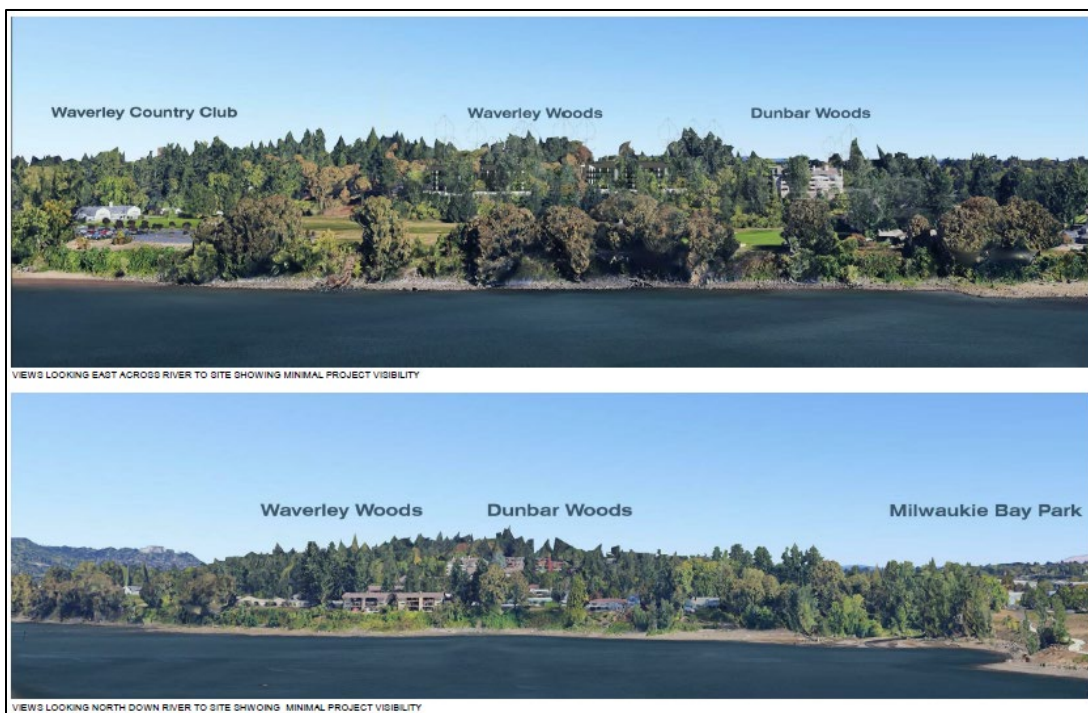 Waverley Country Club Waverley Woods Dunbar Woods
VIEWS LOOKING EAST ACROSS RIVER TO SITE SHOWING MINIMAL PROJECT VISIBILITY
Waverley Woods Dunbar Woods Milwaukie Bay Park
VIEWS LOOKING NORTH DOWN RIVER TO SITE SHWOING MINIMAL PROJECT VISIBILITY